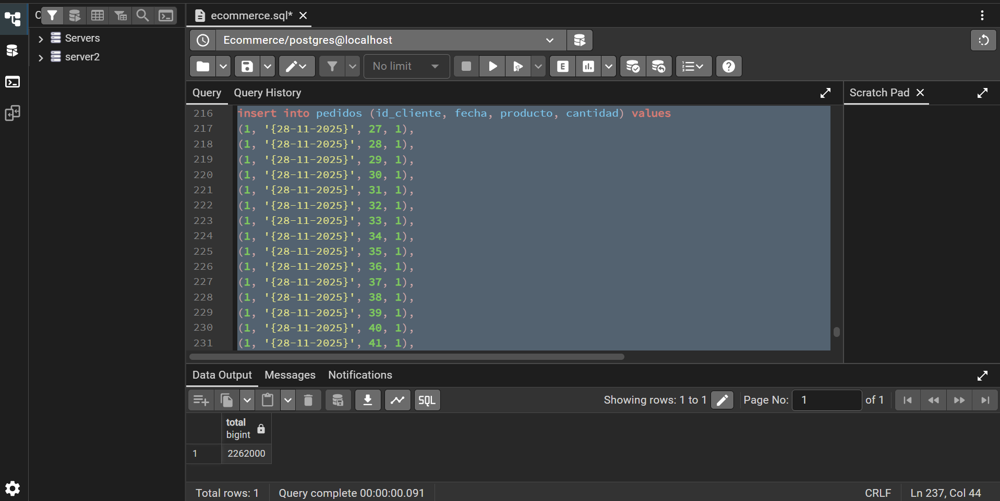 ecommerce.sql*
Servers
server2
Ecommerce/postgres@localhost
No limit
E
Query
Query History
Scratch Pad
216 insert into pedidos (id_cliente, fecha, producto, cantidad) values
217 (1, '{28-11-2025}', 27, 1),
218 (1, '{28-11-2025}', 28, 1),
219 (1, '{28-11-2025}', 29, 1),
220 (1, '{28-11-2025}', 30, 1),
221 (1, '{28-11-2025}', 31, 1),
222 (1, '{28-11-2025}', 32, 1),
223 (1, '{28-11-2025}', 33, 1),
224 (1, '{28-11-2025}', 34, 1),
225 (1, '{28-11-2025}', 35, 1),
226 (1, '{28-11-2025}', 36, 1),
227 (1, '{28-11-2025}', 37, 1),
228 (1, '{28-11-2025}', 38, 1),
229 (1, '{28-11-2025}', 39, 1),
230 (1, '{28-11-2025}', 40, 1),
231 (1, '{28-11-2025}', 41, 1),
Data Output
Messages
Notifications
SQL
Showing rows: 1 to 1
Page No: 1 of 1
total
bigint
1 2262000
Total rows: 1
Query complete 00:00:00.091
CRLF
Ln 237, Col 44